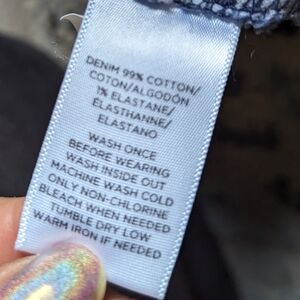 DENIM 99% COTTON/
COTON/ALGODÓN
1% ELASTANE/
ELASTHANNE/
ELASTANO
WASH ONCE
BEFORE WEARING
WASH INSIDE OUT
MACHINE WASH COLD
ONLY NON-CHLORINE
BLEACH WHEN NEEDED
TUMBLE DRY LOW
WARM IRON IF NEEDED